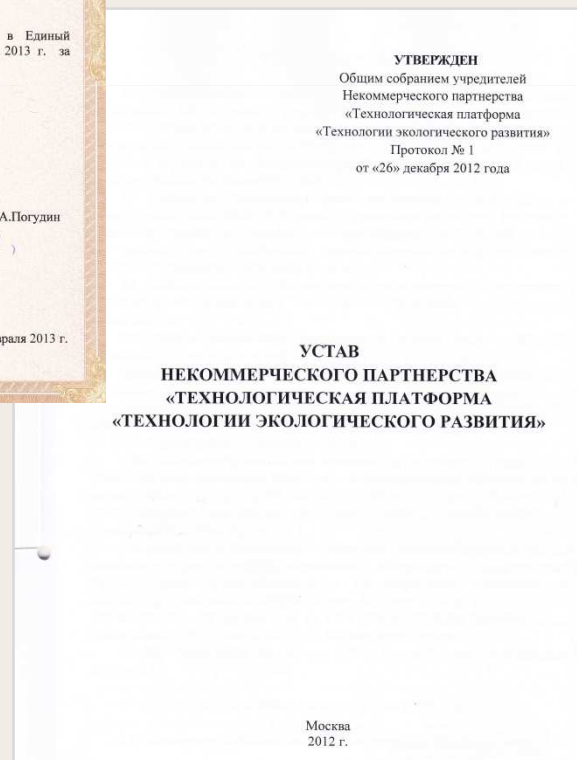 в Единый
2013 г. за
А.Погудин
)
враля 2013 г.
УТВЕРЖДЕН
Общим собранием учредителей
Некоммерческого партнерства
«Технологическая платформа
«Технологии экологического развития»
Протокол № 1
от «26» декабря 2012 года
УСТАВ
НЕКОММЕРЧЕСКОГО ПАРТНЕРСТВА
«ТЕХНОЛОГИЧЕСКАЯ ПЛАТФОРМА
«ТЕХНОЛОГИИ ЭКОЛОГИЧЕСКОГО РАЗВИТИЯ»
Москва
2012 г.